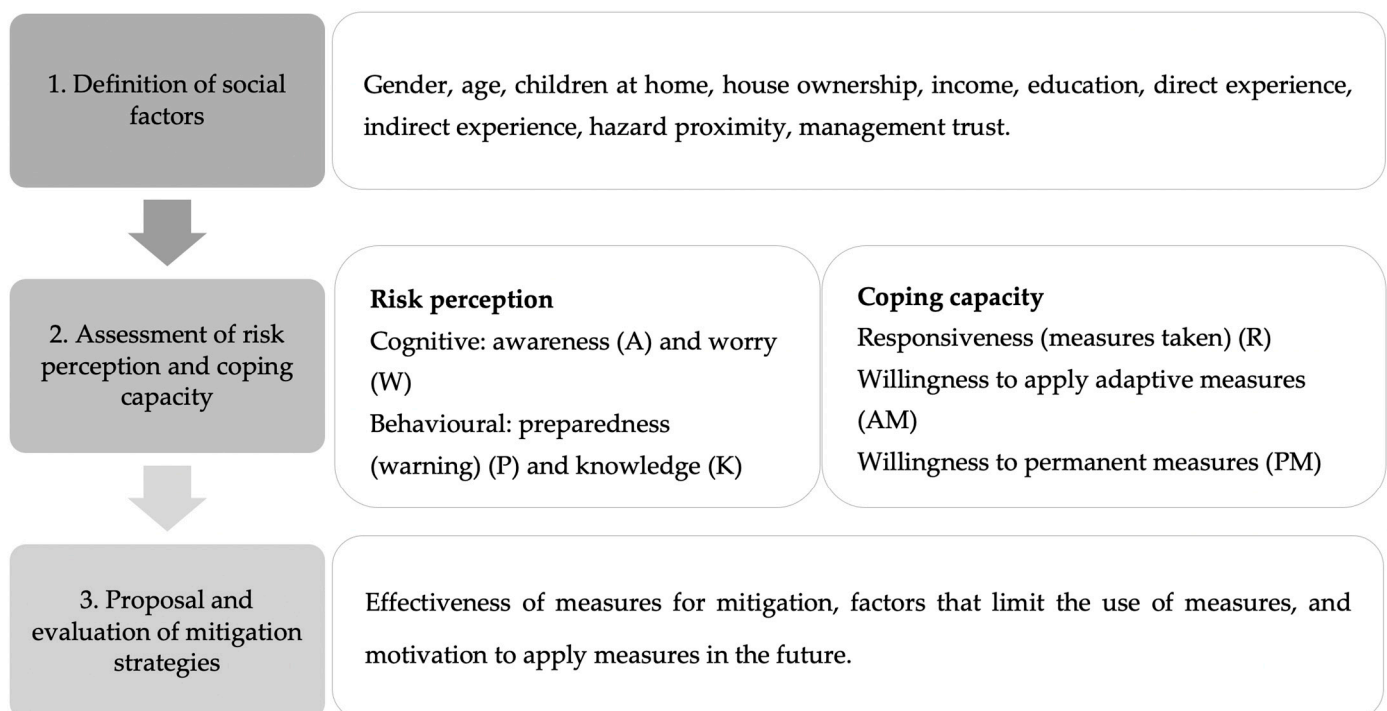 1. Definition of social
factors
Gender, age, children at home, house ownership, income, education, direct experience,
indirect experience, hazard proximity, management trust.
2. Assessment of risk
perception and coping
capacity
Risk perception
Cognitive: awareness (A) and worry
(W)
Behavioural: preparedness
(warning) (P) and knowledge (K)
Coping capacity
Responsiveness (measures taken) (R)
Willingness to apply adaptive measures
(AM)
Willingness to permanent measures (PM)
3. Proposal and
evaluation of mitigation
strategies
Effectiveness of measures for mitigation, factors that limit the use of measures, and
motivation to apply measures in the future.